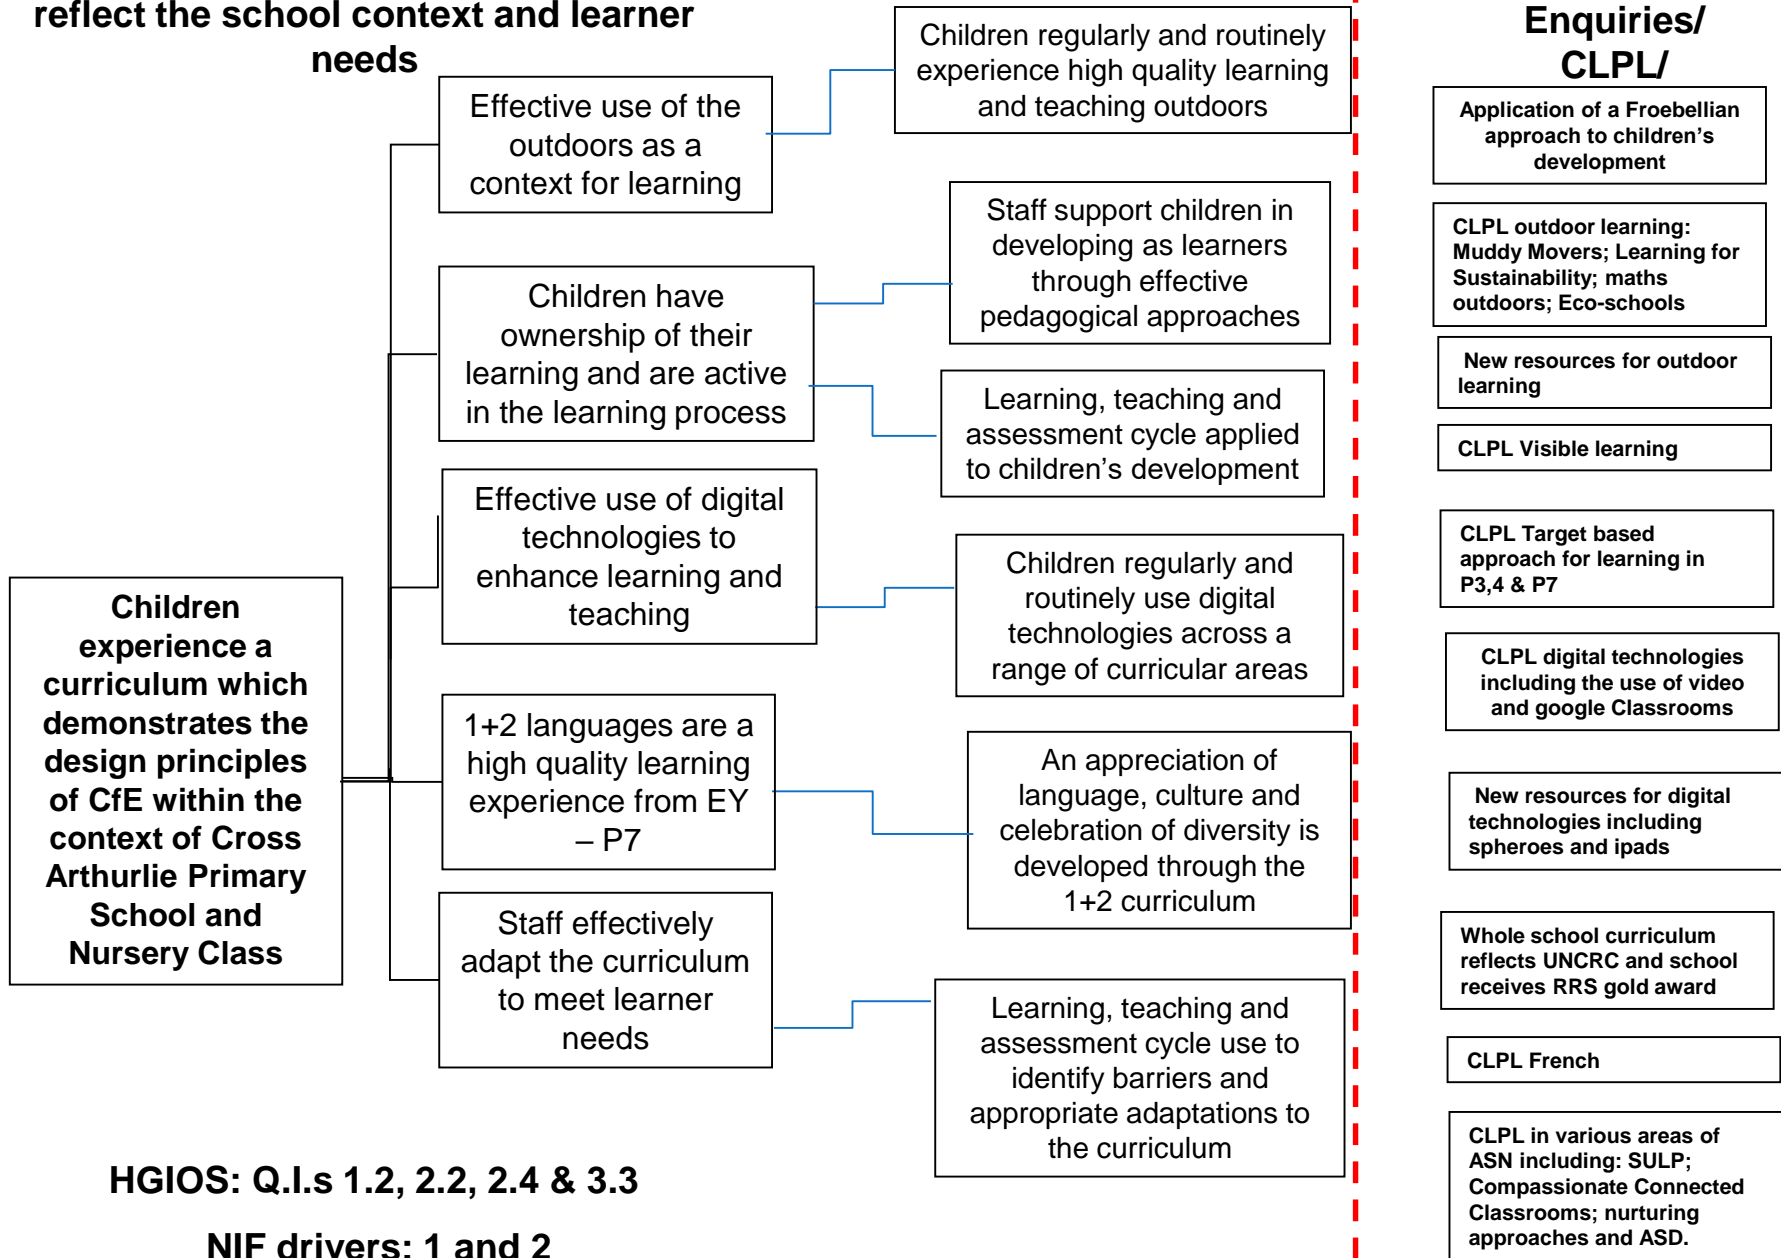 reflect the school context and learner
needs
Enquiries/
CLPL/
Children
experience a
curriculum which
demonstrates the
design principles
of CfE within the
context of Cross
Arthurlie Primary
School and
Nursery Class
Effective use of the
outdoors as a
context for learning
Children have
ownership of their
learning and are active
in the learning process
Effective use of digital
technologies to
enhance learning and
teaching
1+2 languages are a
high quality learning
experience from EY
– P7
Staff effectively
adapt the curriculum
to meet learner
needs
Children regularly and routinely
experience high quality learning
and teaching outdoors
Staff support children in
developing as learners
through effective
pedagogical approaches
Learning, teaching and
assessment cycle applied
to children’s development
Children regularly and
routinely use digital
technologies across a
range of curricular areas
An appreciation of
language, culture and
celebration of diversity is
developed through the
1+2 curriculum
Learning, teaching and
assessment cycle use to
identify barriers and
appropriate adaptations to
the curriculum
Application of a Froebellian
approach to children’s
development
CLPL outdoor learning:
Muddy Movers; Learning for
Sustainability; maths
outdoors; Eco-schools
New resources for outdoor
learning
CLPL Visible learning
CLPL Target based
approach for learning in
P3,4 & P7
CLPL digital technologies
including the use of video
and google Classrooms
New resources for digital
technologies including
spheroes and ipads
Whole school curriculum
reflects UNCRC and school
receives RRS gold award
CLPL French
CLPL in various areas of
ASN including: SULP;
Compassionate Connected
Classrooms; nurturing
approaches and ASD.
HGIOS: Q.I.s 1.2, 2.2, 2.4 & 3.3
NIF drivers: 1 and 2